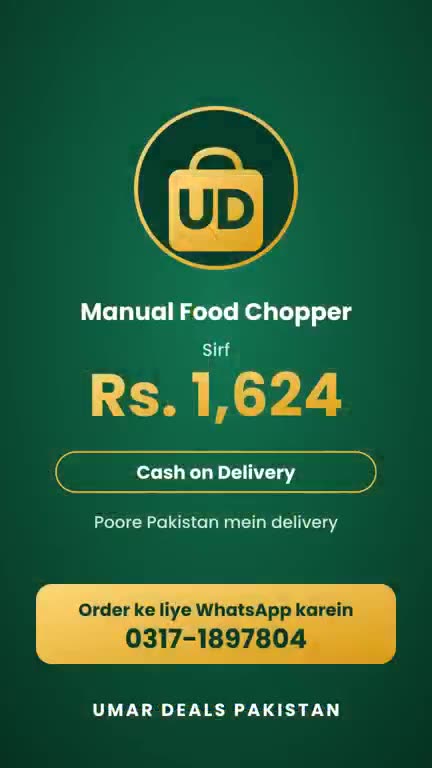 UD
Manual Food Chopper
Sirf
Rs. 1,624
Cash on Delivery
Poore Pakistan mein delivery
Order ke liye WhatsApp karein
0317-1897804
UMAR DEALS PAKISTAN